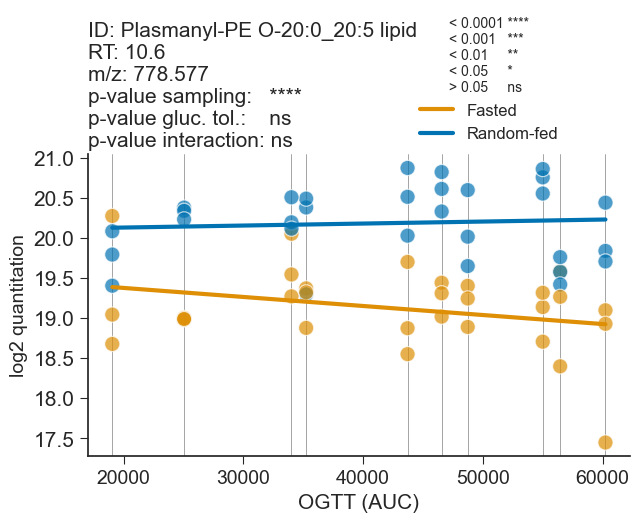 ID: Plasmanyl-PE O-20:0_20:5 lipid
RT: 10.6
m/z: 778.577
p-value sampling: ****
p-value gluc. tol.: ns
p-value interaction: ns
< 0.0001 ****
< 0.001 ***
< 0.01 **
< 0.05 *
> 0.05 ns
Fasted
Random-fed
log2 quantitation
21.0
20.5
20.0
19.5
19.0
18.5
18.0
17.5
20000 30000 40000 50000 60000
OGTT (AUC)